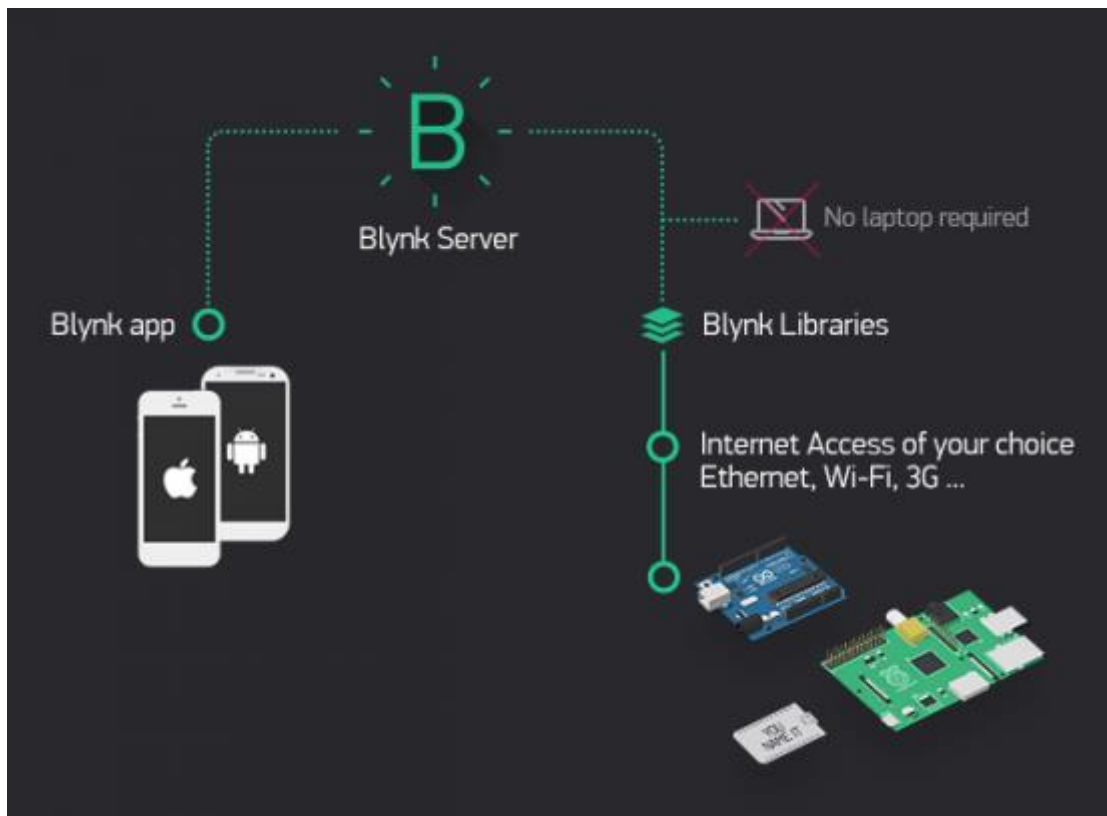 B
Blynk Server
No laptop required
Blynk app
Blynk Libraries
Internet Access of your choice
Ethernet, Wi-Fi, 3G ...
YOU
NAME IT